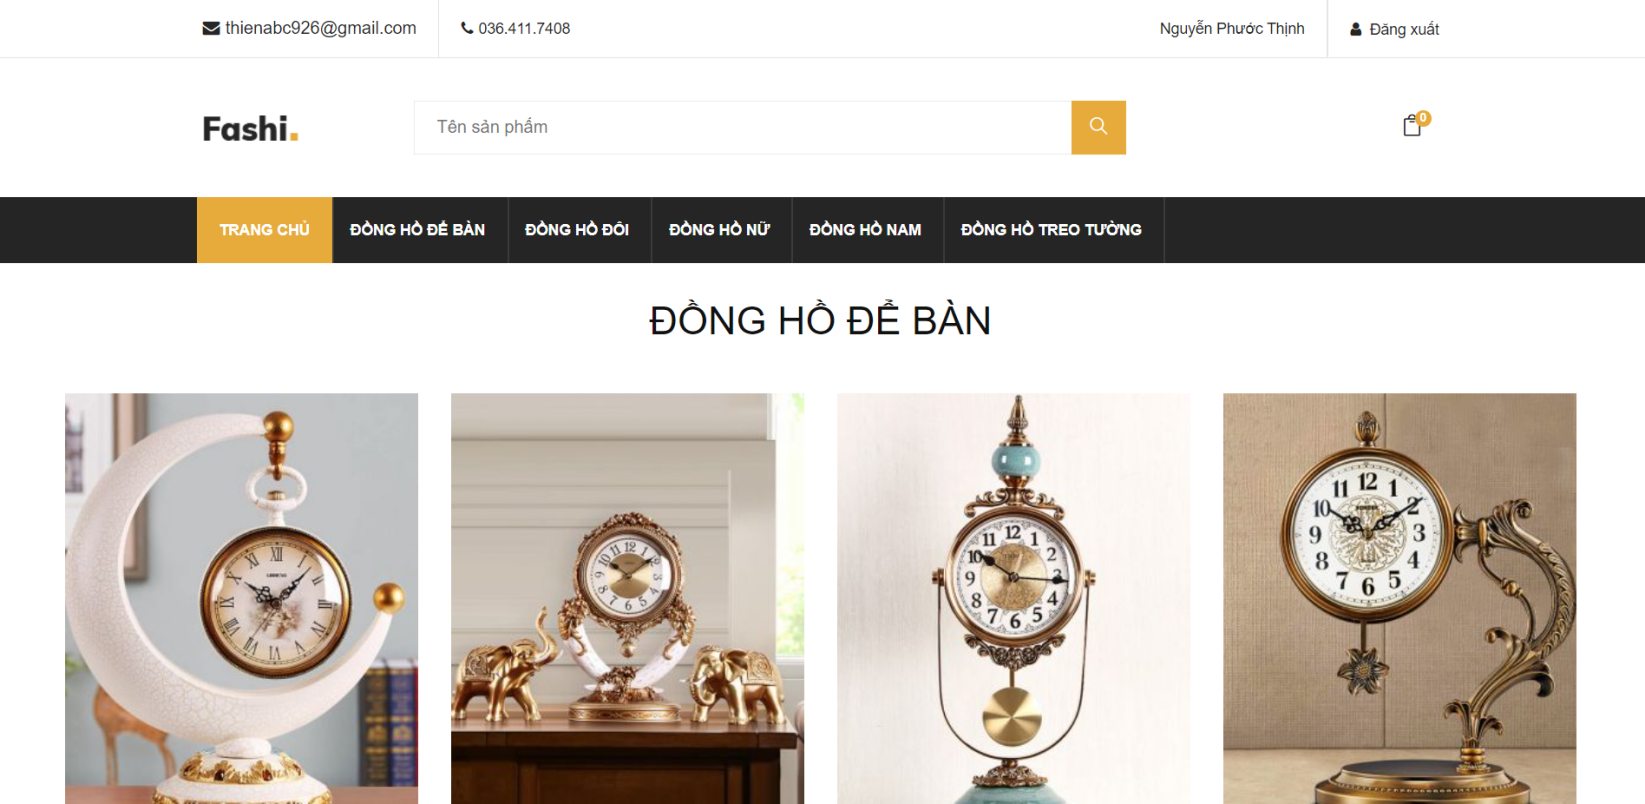 thienabc926@gmail.com
036.411.7408
Nguyễn Phước Thịnh
Đăng xuất
Fashi.
Tên sản phẩm
0
TRANG CHỦ
ĐỒNG HỒ ĐỂ BÀN
ĐỒNG HỒ ĐÔI
ĐỒNG HỒ NỮ
ĐỒNG HỒ NAM
ĐỒNG HỒ TREO TƯỜNG
ĐỒNG HỒ ĐỂ BÀN